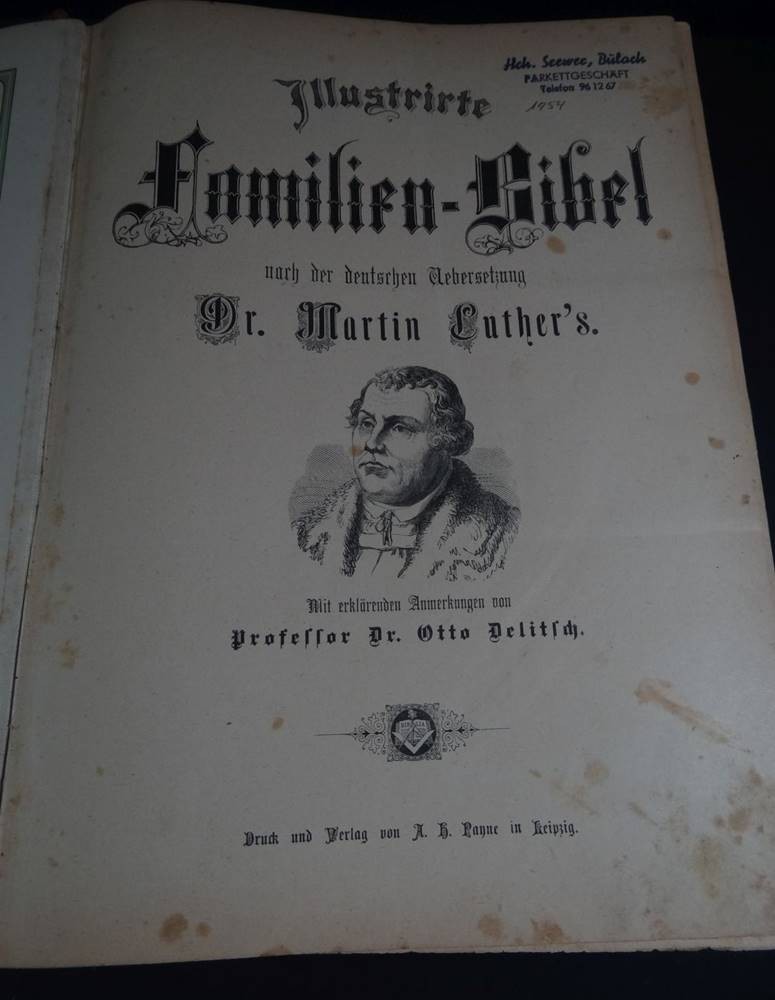 Hch. Seewer, Bülach
PARKETTGESCHÄFT
Telefon 96 12 67
1954
Illustrirte
Familien-Bibel
nach der deutschen Uebersetzung
Dr. Martin Luther's.
Mit erklärenden Anmerkungen von
Professor Dr. Otto Delitsch.
BIBLIA
Druck und Verlag von A. H. Payne in Leipzig.